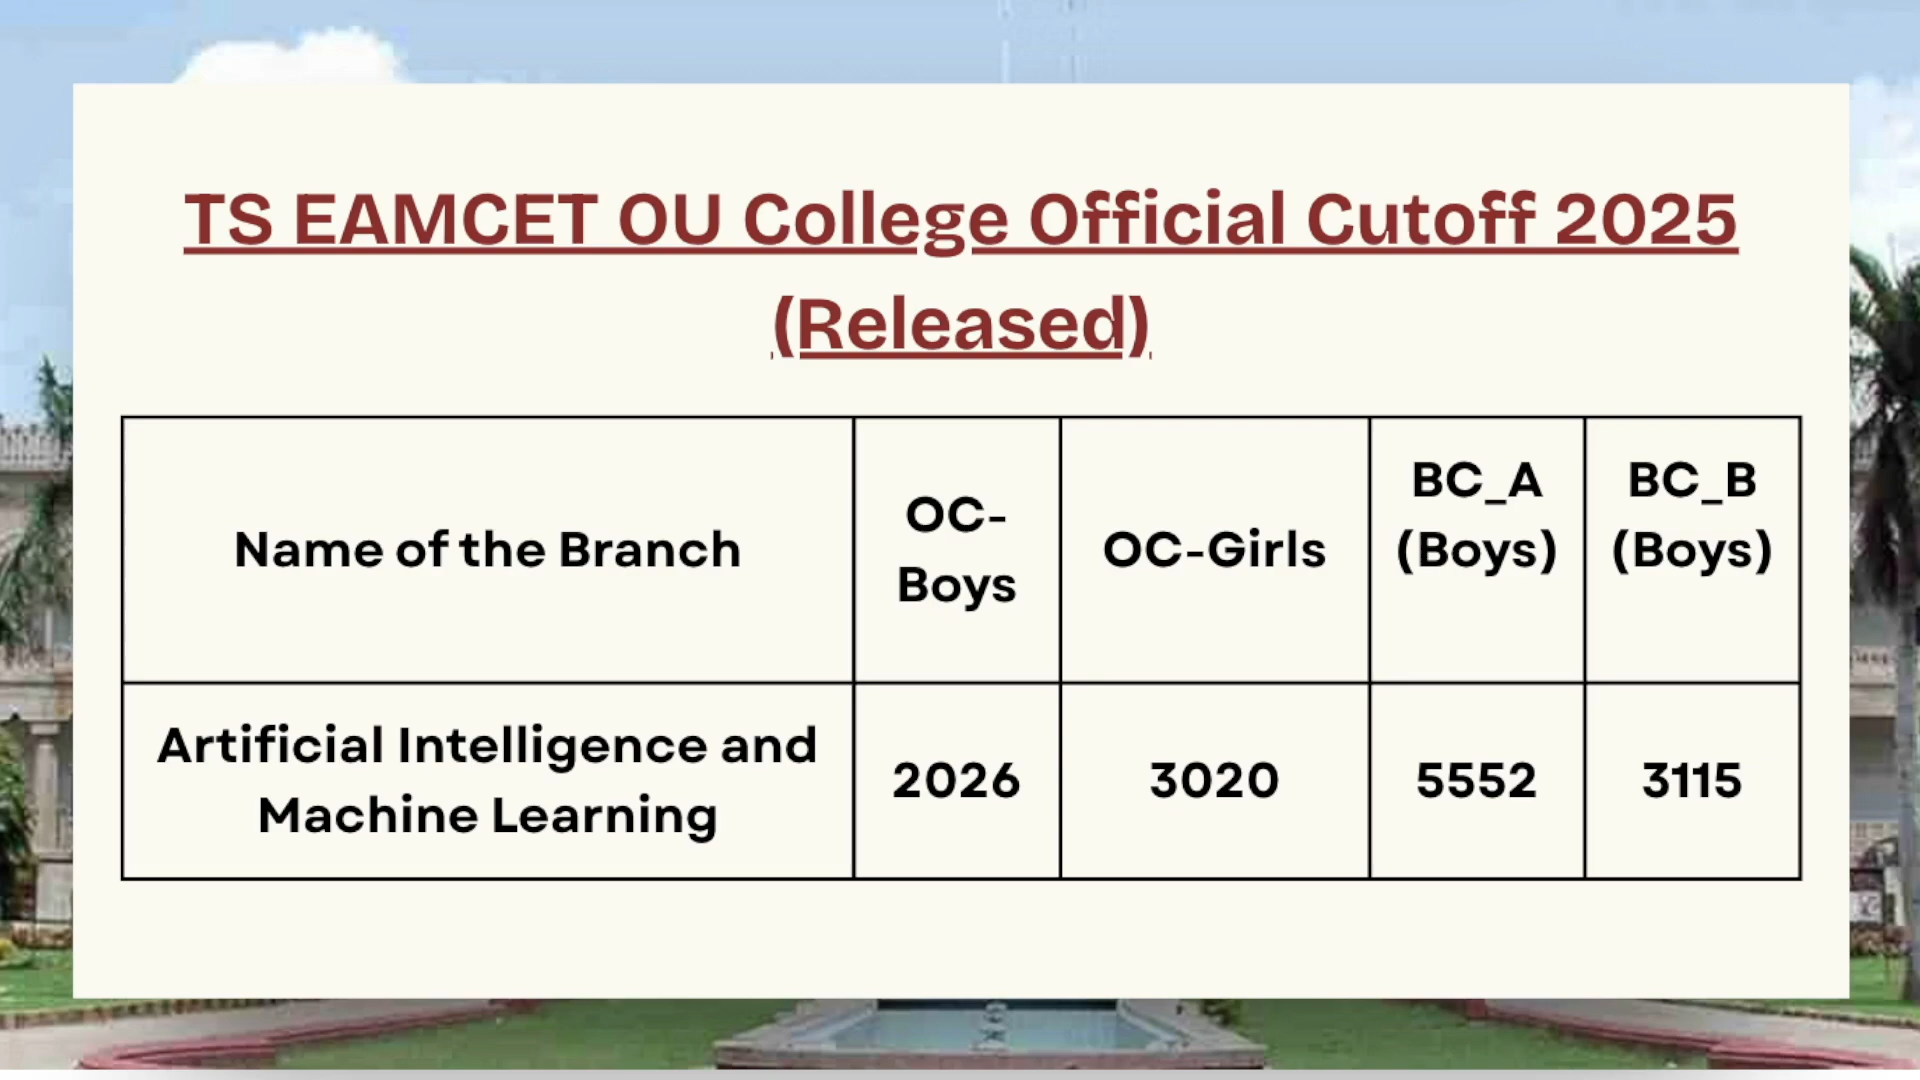 TS EAMCET OU College Official Cutoff 2025
(Released)
Name of the Branch
OC-
Boys
OC-Girls
BC_A
(Boys)
BC_B
(Boys)
Artificial Intelligence and
Machine Learning
2026
3020
5552
3115